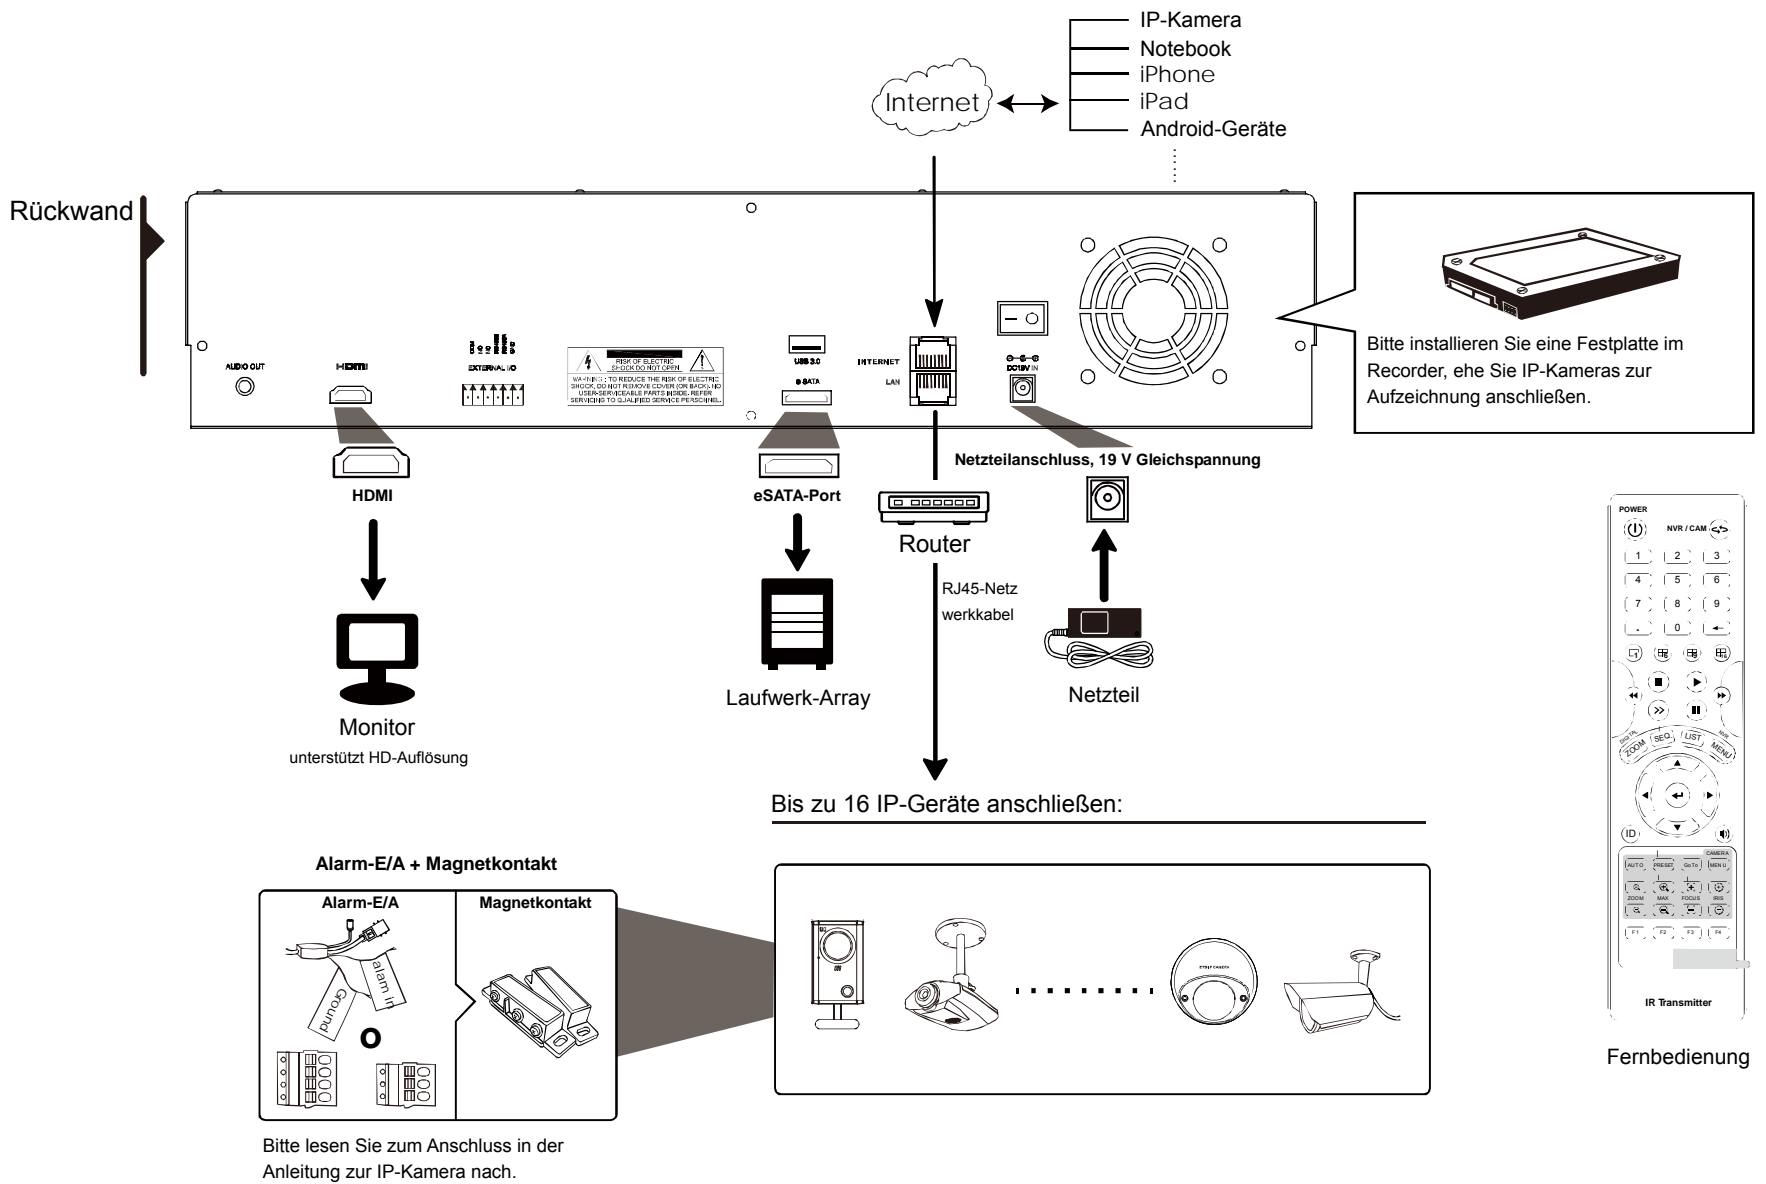 IP-Kamera
Notebook
iPhone
iPad
Android-Geräte
Internet
Rückwand
AUDIO OUT
HDMI
COM
EXTERNAL I/O
RISK OF ELECTRIC
SHOCK DO NOT OPEN
WARNING : TO REDUCE THE RISK OF ELECTRIC
SHOCK, DO NOT REMOVE COVER (OR BACK). NO
USER-SERVICEABLE PARTS INSIDE. REFER
SERVICING TO QUALIFIED SERVICE PERSONNEL.
USB 3.0
e SATA
INTERNET
LAN
DC19V IN
Bitte installieren Sie eine Festplatte im
Recorder, ehe Sie IP-Kameras zur
Aufzeichnung anschließen.
HDMI
eSATA-Port
Netzteilanschluss, 19 V Gleichspannung
Router
RJ45-Netz
werkkabel
Monitor
unterstützt HD-Auflösung
Laufwerk-Array
Netzteil
Bis zu 16 IP-Geräte anschließen:
Alarm-E/A + Magnetkontakt
Alarm-E/A
Magnetkontakt
alarm in
Ground
o
Bitte lesen Sie zum Anschluss in der
Anleitung zur IP-Kamera nach.
POWER
NVR / CAM
1 2 3
4 5 6
7 8 9
. 0
DIGITAL
ZOOM SEQ LIST MENU
NVR
ID
CAMERA
AUTO PRESET GoTo MENU
ZOOM MAX FOCUS IRIS
F1 F2 F3 F4
IR Transmitter
Fernbedienung